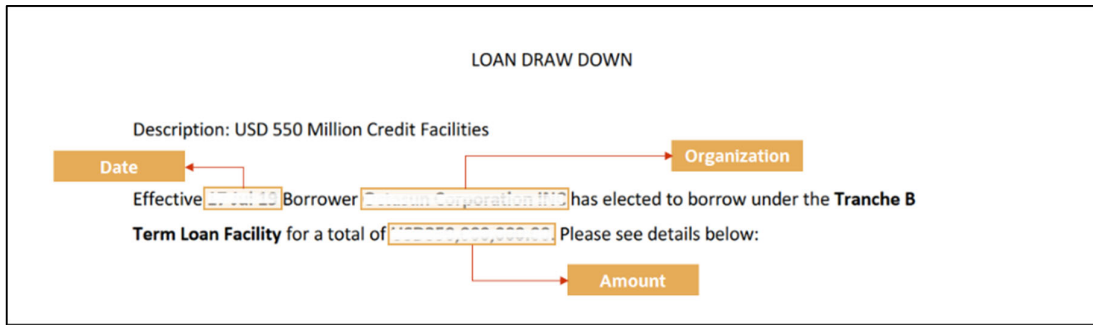 LOAN DRAW DOWN
Description: USD 550 Million Credit Facilities
Date
Organization
Effective Borrower has elected to borrow under the Tranche B
Term Loan Facility for a total of Please see details below:
Amount